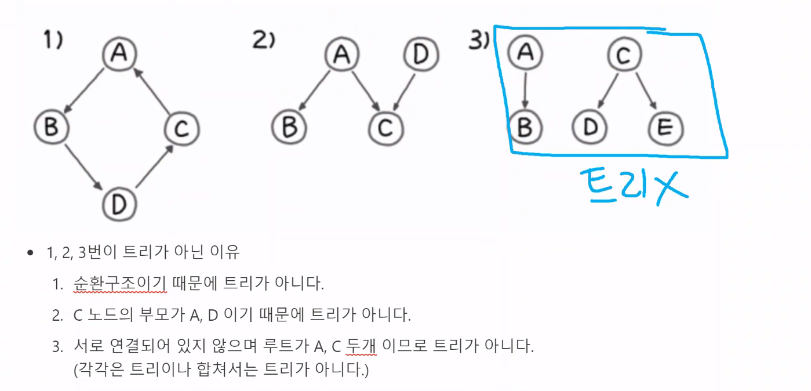 1) A B C D
2) A D B C
3) A C B D E
트리X
• 1, 2, 3번이 트리가 아닌 이유
1. 순환구조이기 때문에 트리가 아니다.
2. C 노드의 부모가 A, D 이기 때문에 트리가 아니다.
3. 서로 연결되어 있지 않으며 루트가 A, C 두개 이므로 트리가 아니다.
(각각은 트리이나 합쳐서는 트리가 아니다.)